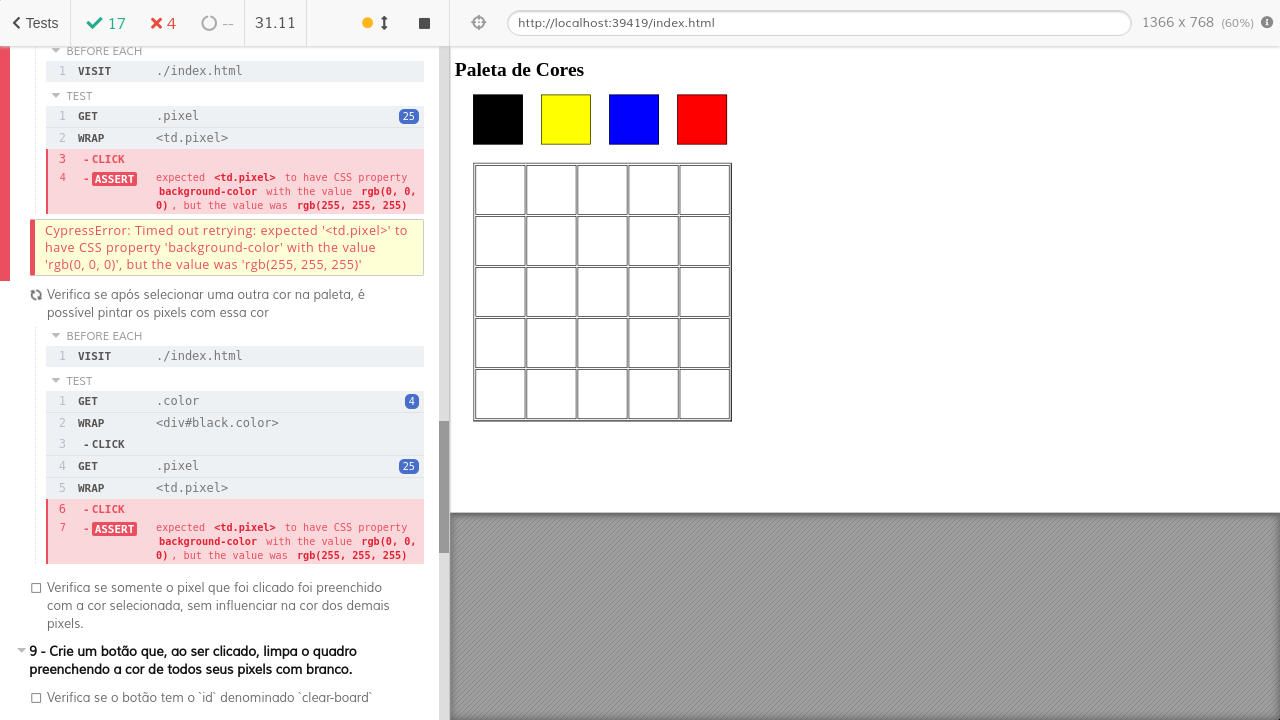 Tests
17
4
--
31.11
http://localhost:39419/index.html
1366 x 768 (60%)
BEFORE EACH
1 VISIT ./index.html
TEST
1 GET .pixel 25
2 WRAP <td.pixel>
3 - CLICK
4 - ASSERT expected <td.pixel> to have CSS property
background-color with the value rgb(0, 0,
0), but the value was rgb(255, 255, 255)
CypressError: Timed out retrying: expected '<td.pixel>' to
have CSS property 'background-color' with the value
'rgb(0, 0, 0)', but the value was 'rgb(255, 255, 255)'
Verifica se após selecionar uma outra cor na paleta, é
possível pintar os pixels com essa cor
BEFORE EACH
1 VISIT ./index.html
TEST
1 GET .color 4
2 WRAP <div#black.color>
3 - CLICK
4 GET .pixel 25
5 WRAP <td.pixel>
6 - CLICK
7 - ASSERT expected <td.pixel> to have CSS property
background-color with the value rgb(0, 0,
0), but the value was rgb(255, 255, 255)
Verifica se somente o pixel que foi clicado foi preenchido
com a cor selecionada, sem influenciar na cor dos demais
pixels.
9 - Crie um botão que, ao ser clicado, limpa o quadro
preenchendo a cor de todos seus pixels com branco.
Verifica se o botão tem o `id` denominado `clear-board`
Paleta de Cores